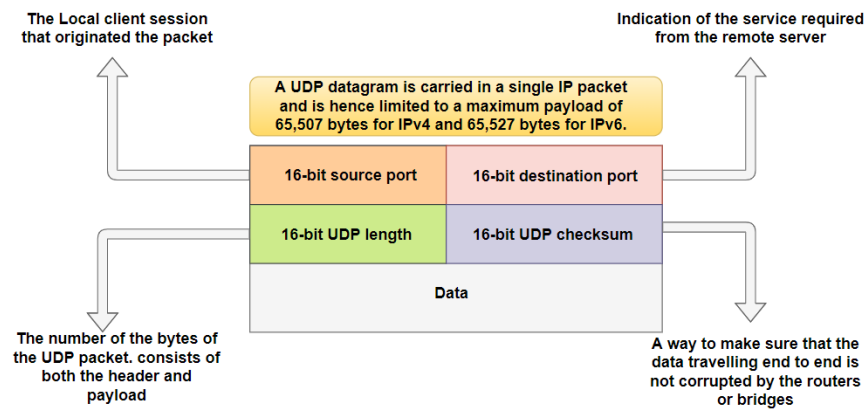 The Local client session
that originated the packet
Indication of the service required
from the remote server
A UDP datagram is carried in a single IP packet
and is hence limited to a maximum payload of
65,507 bytes for IPv4 and 65,527 bytes for IPv6.
16-bit source port
16-bit destination port
16-bit UDP length
16-bit UDP checksum
Data
The number of the bytes of
the UDP packet. consists of
both the header and
payload
A way to make sure that the
data travelling end to end is
not corrupted by the routers
or bridges